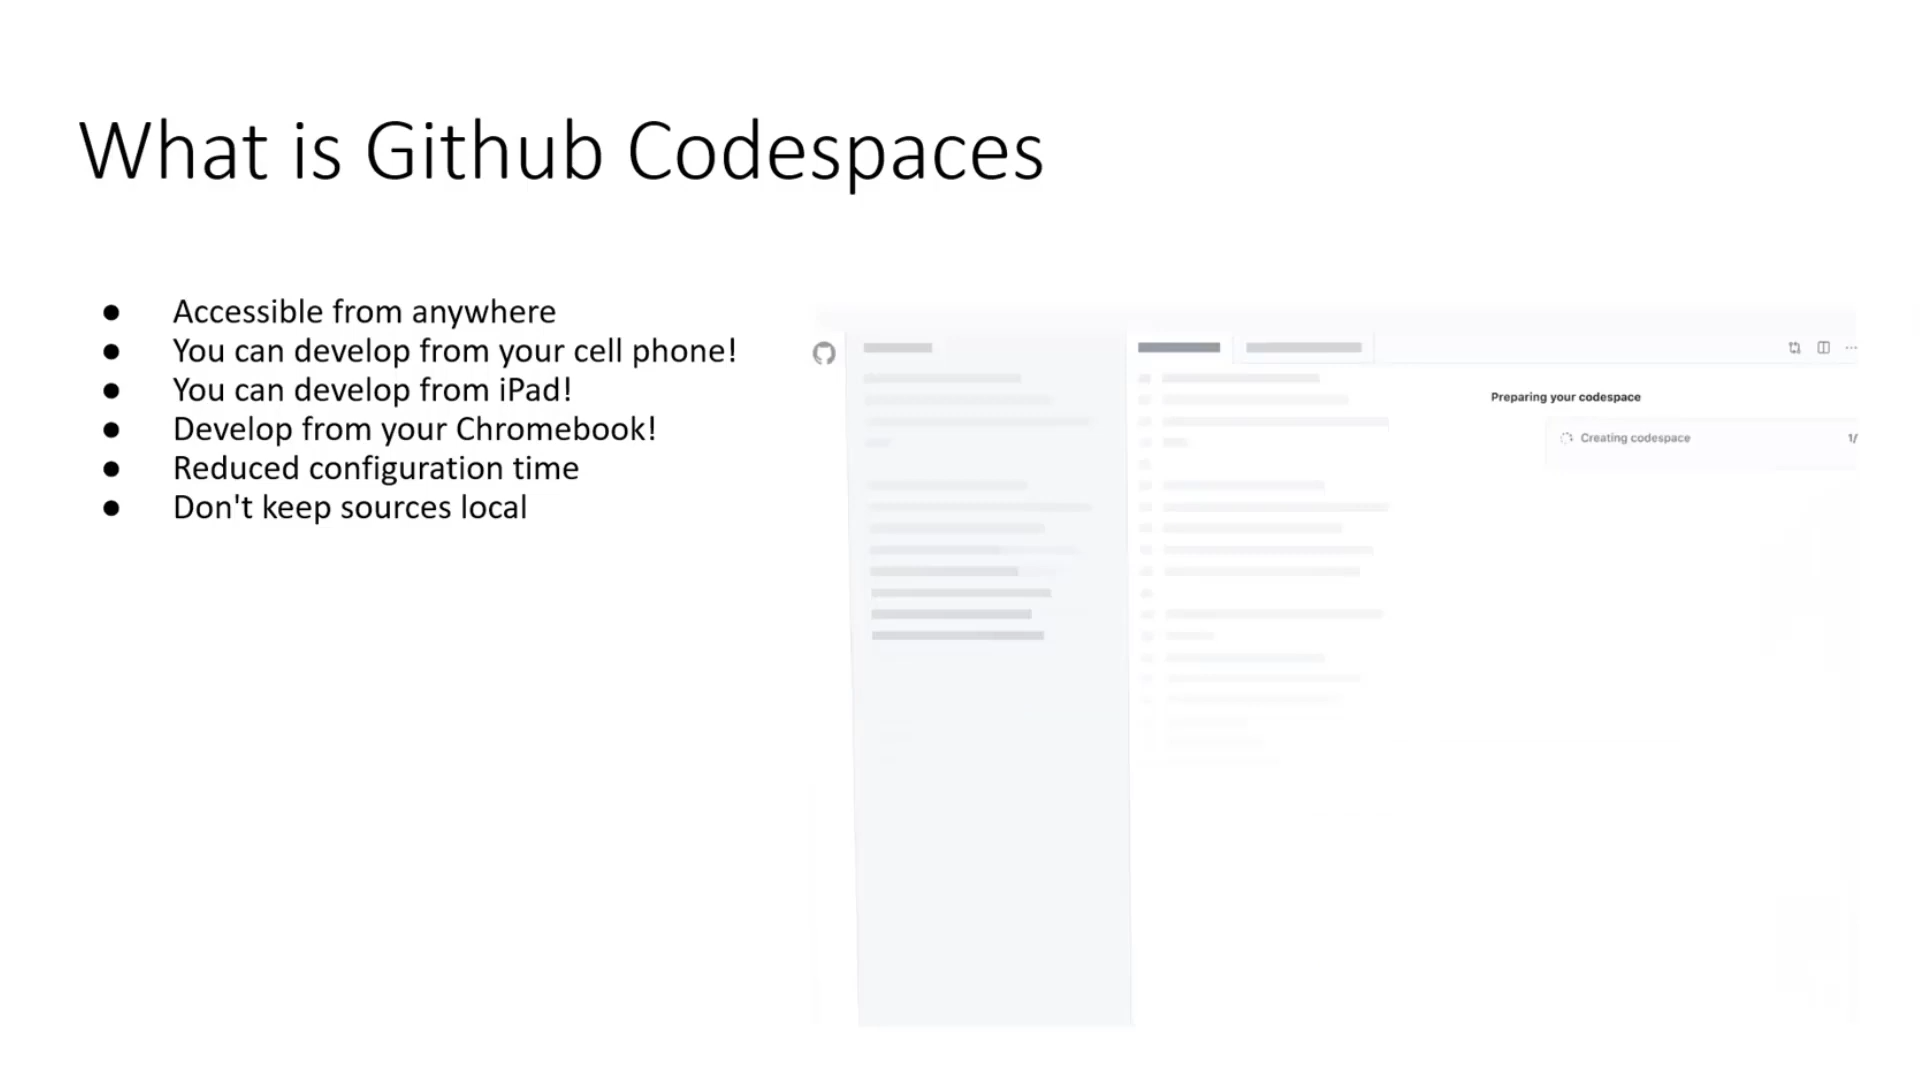 What is Github Codespaces
● Accessible from anywhere
● You can develop from your cell phone!
● You can develop from iPad!
● Develop from your Chromebook!
● Reduced configuration time
● Don't keep sources local
Preparing your codespace
Creating codespace 1/